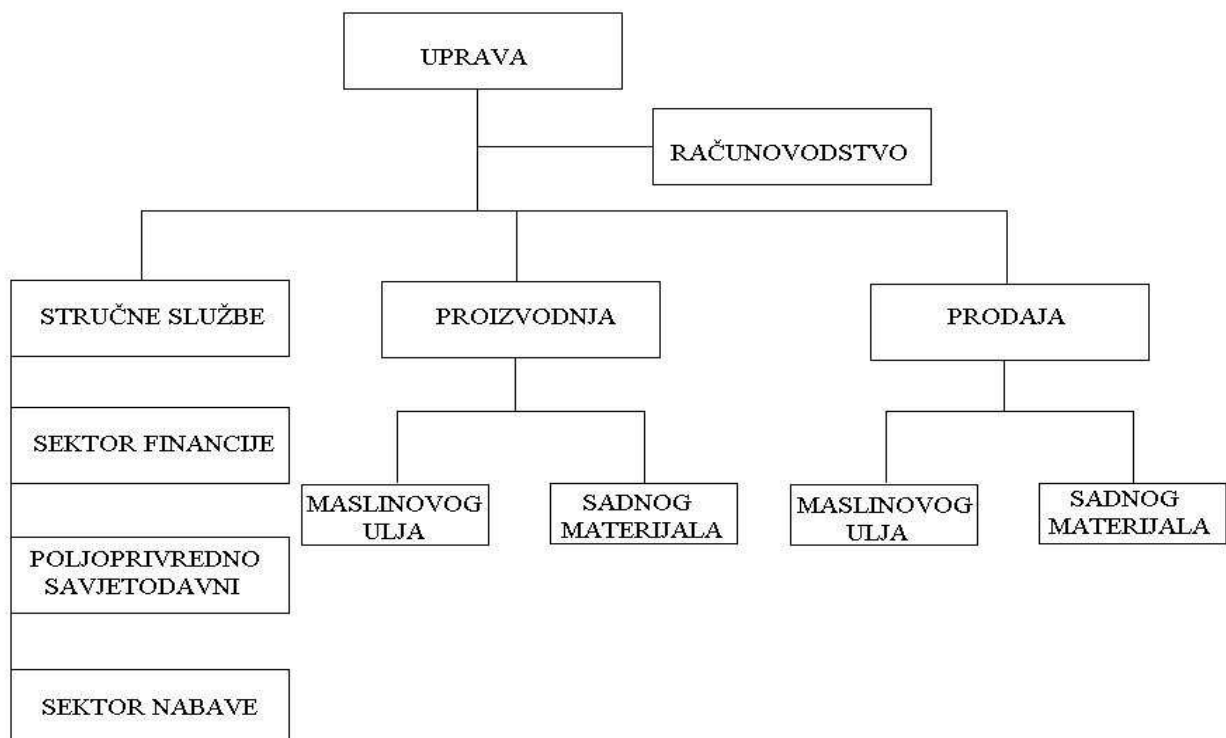 UPRAVA
RAČUNOVODSTVO
STRUČNE SLUŽBE
PROIZVODNJA
PRODAJA
SEKTOR FINANCIJE
MASLINOVOG
ULJA
SADNOG
MATERIJALA
MASLINOVOG
ULJA
SADNOG
MATERIJALA
POLJOPRIVREDNO
SAVJETODAVNI
SEKTOR NABAVE